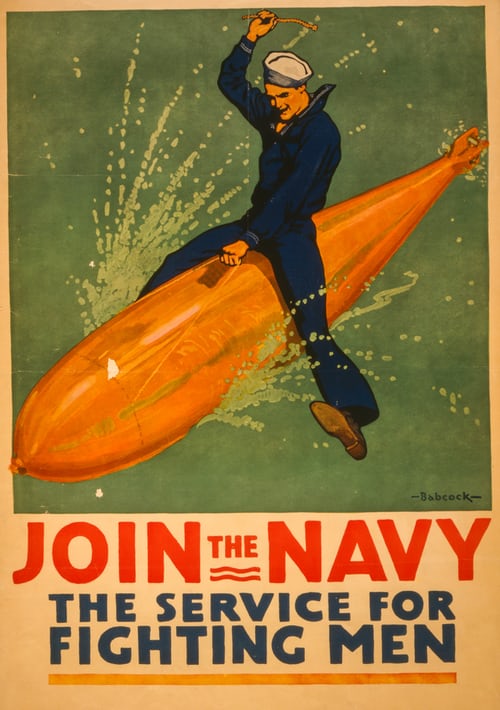 -Babcock-
JOIN THE NAVY
THE SERVICE FOR
FIGHTING MEN